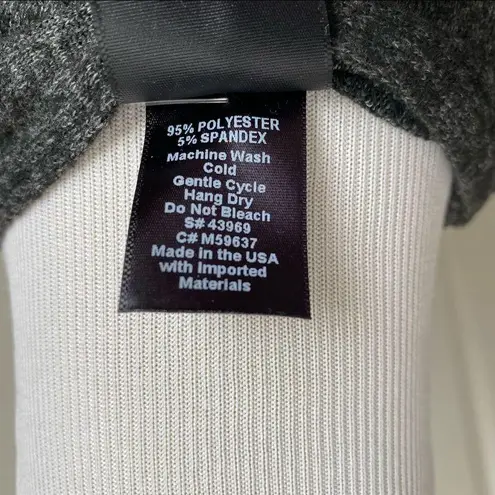 95% POLYESTER
5% SPANDEX
Machine Wash
Cold
Gentle Cycle
Hang Dry
Do Not Bleach
S# 43969
C# M59637
Made in the USA
with Imported
Materials